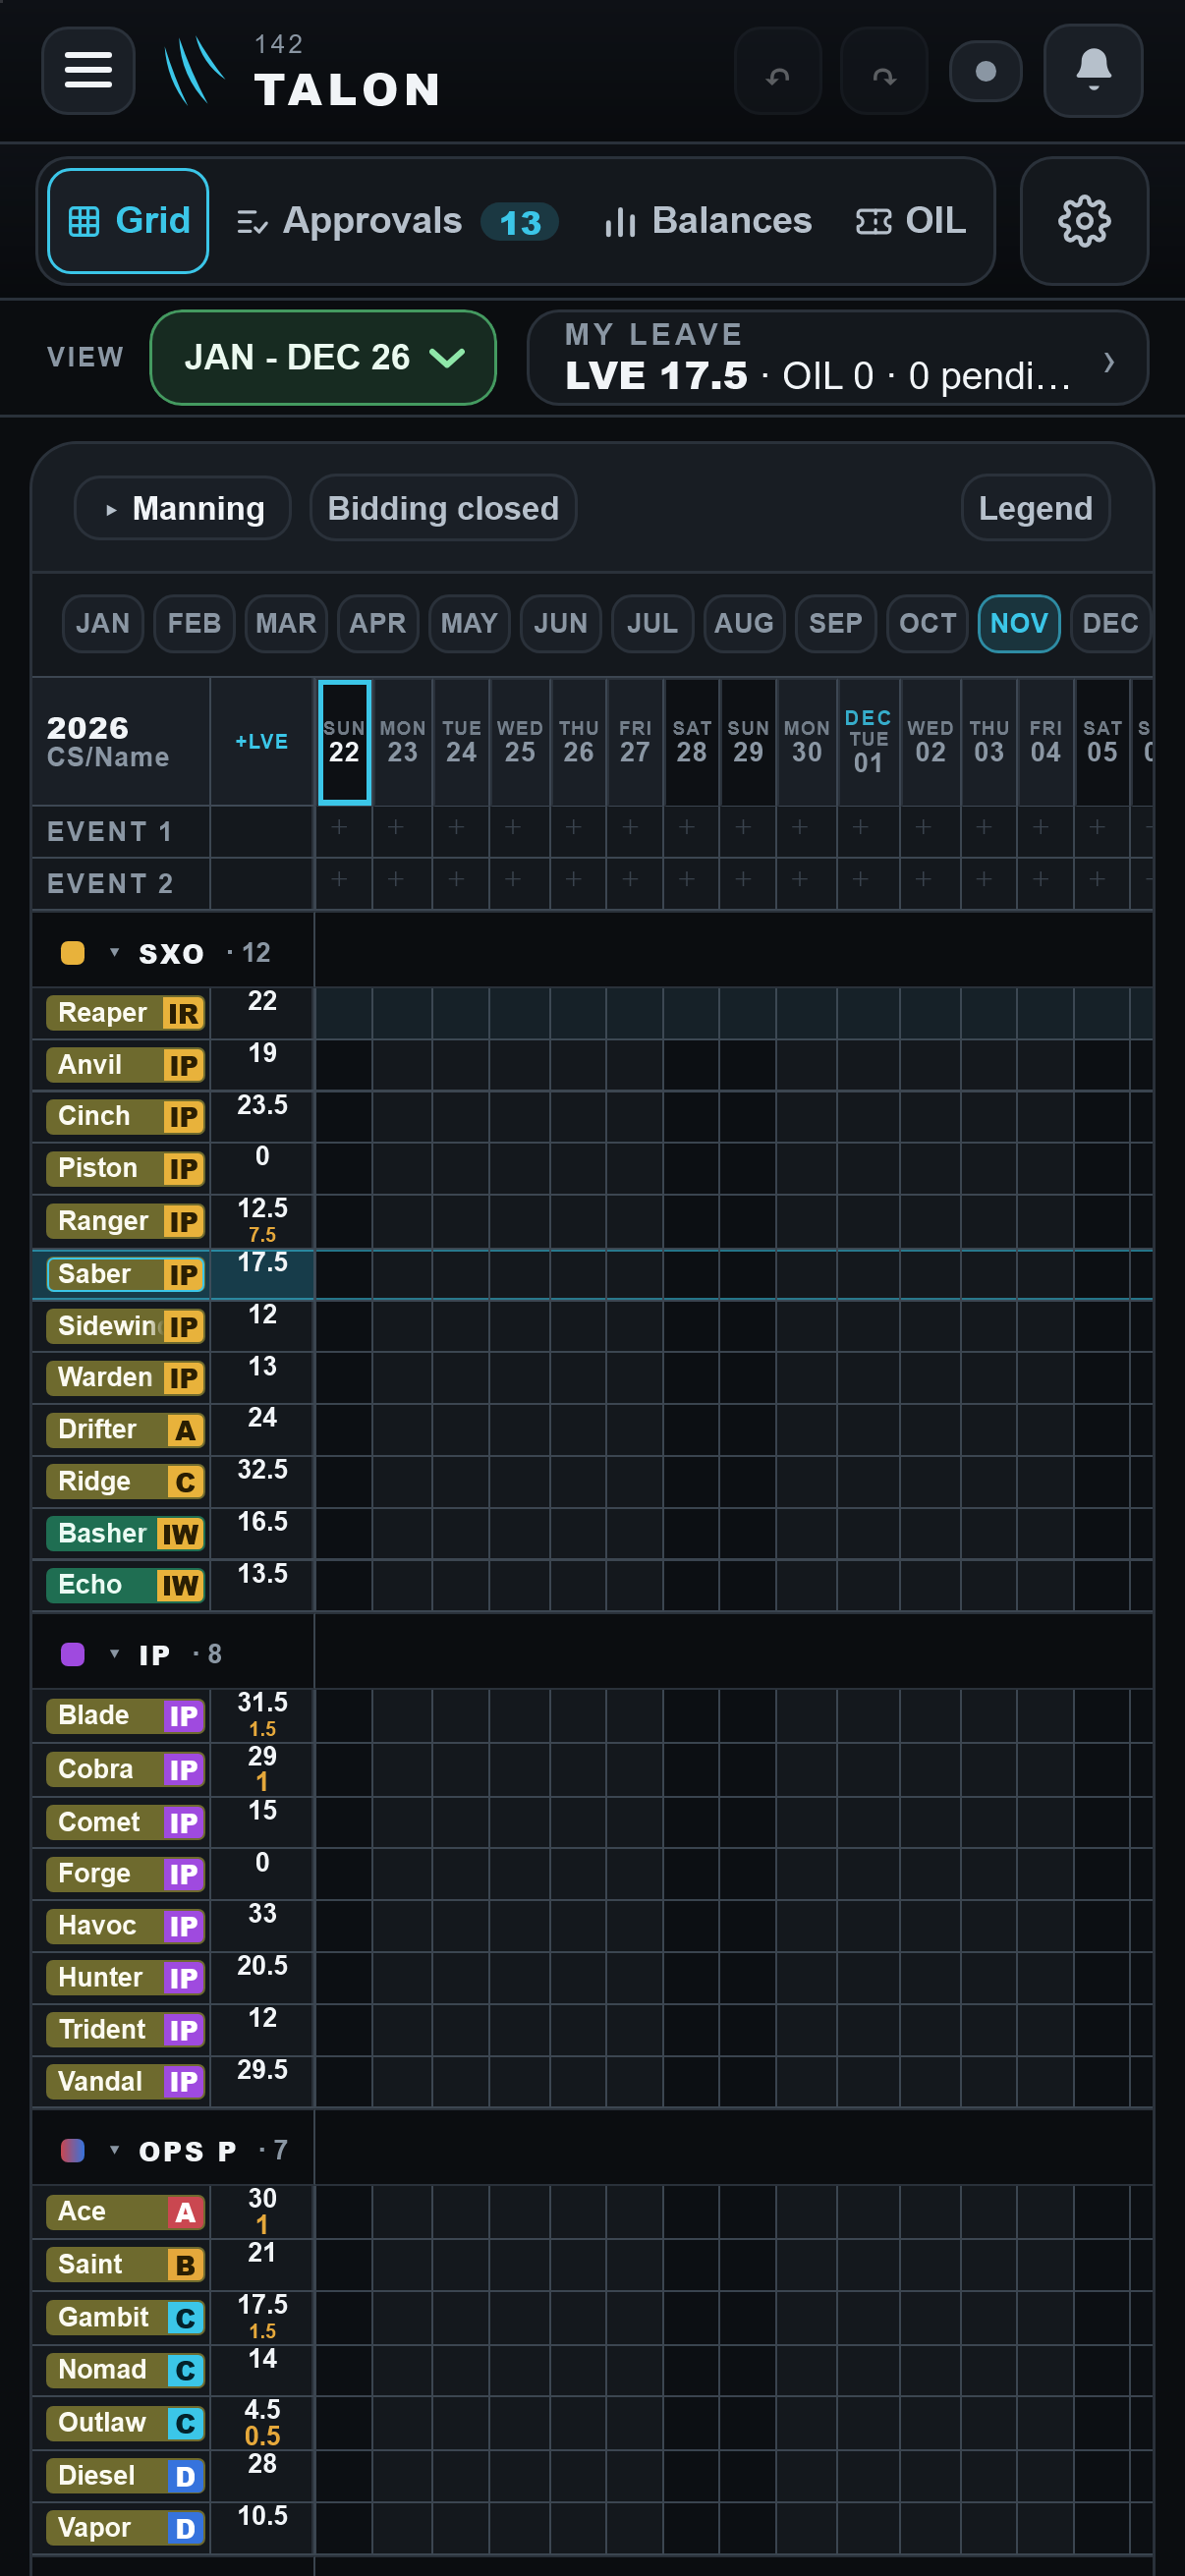 142
TALON
Grid
Approvals 13
Balances
OIL
VIEW
JAN - DEC 26
MY LEAVE
LVE 17.5 · OIL 0 · 0 pendi…
Manning
Bidding closed
Legend
JAN FEB MAR APR MAY JUN JUL AUG SEP OCT NOV DEC
2026
CS/Name
+LVE
SUN 22
MON 23
TUE 24
WED 25
THU 26
FRI 27
SAT 28
SUN 29
MON 30
DEC TUE 01
WED 02
THU 03
FRI 04
SAT 05
EVENT 1 + + + + + + + + + + + + + +
EVENT 2 + + + + + + + + + + + + + +
SXO · 12
Reaper IR 22
Anvil IP 19
Cinch IP 23.5
Piston IP 0
Ranger IP 12.5
7.5
Saber IP 17.5
Sidewin IP 12
Warden IP 13
Drifter A 24
Ridge C 32.5
Basher IW 16.5
Echo IW 13.5
IP · 8
Blade IP 31.5
1.5
Cobra IP 29
1
Comet IP 15
Forge IP 0
Havoc IP 33
Hunter IP 20.5
Trident IP 12
Vandal IP 29.5
OPS P · 7
Ace A 30
1
Saint B 21
Gambit C 17.5
1.5
Nomad C 14
Outlaw C 4.5
0.5
Diesel D 28
Vapor D 10.5